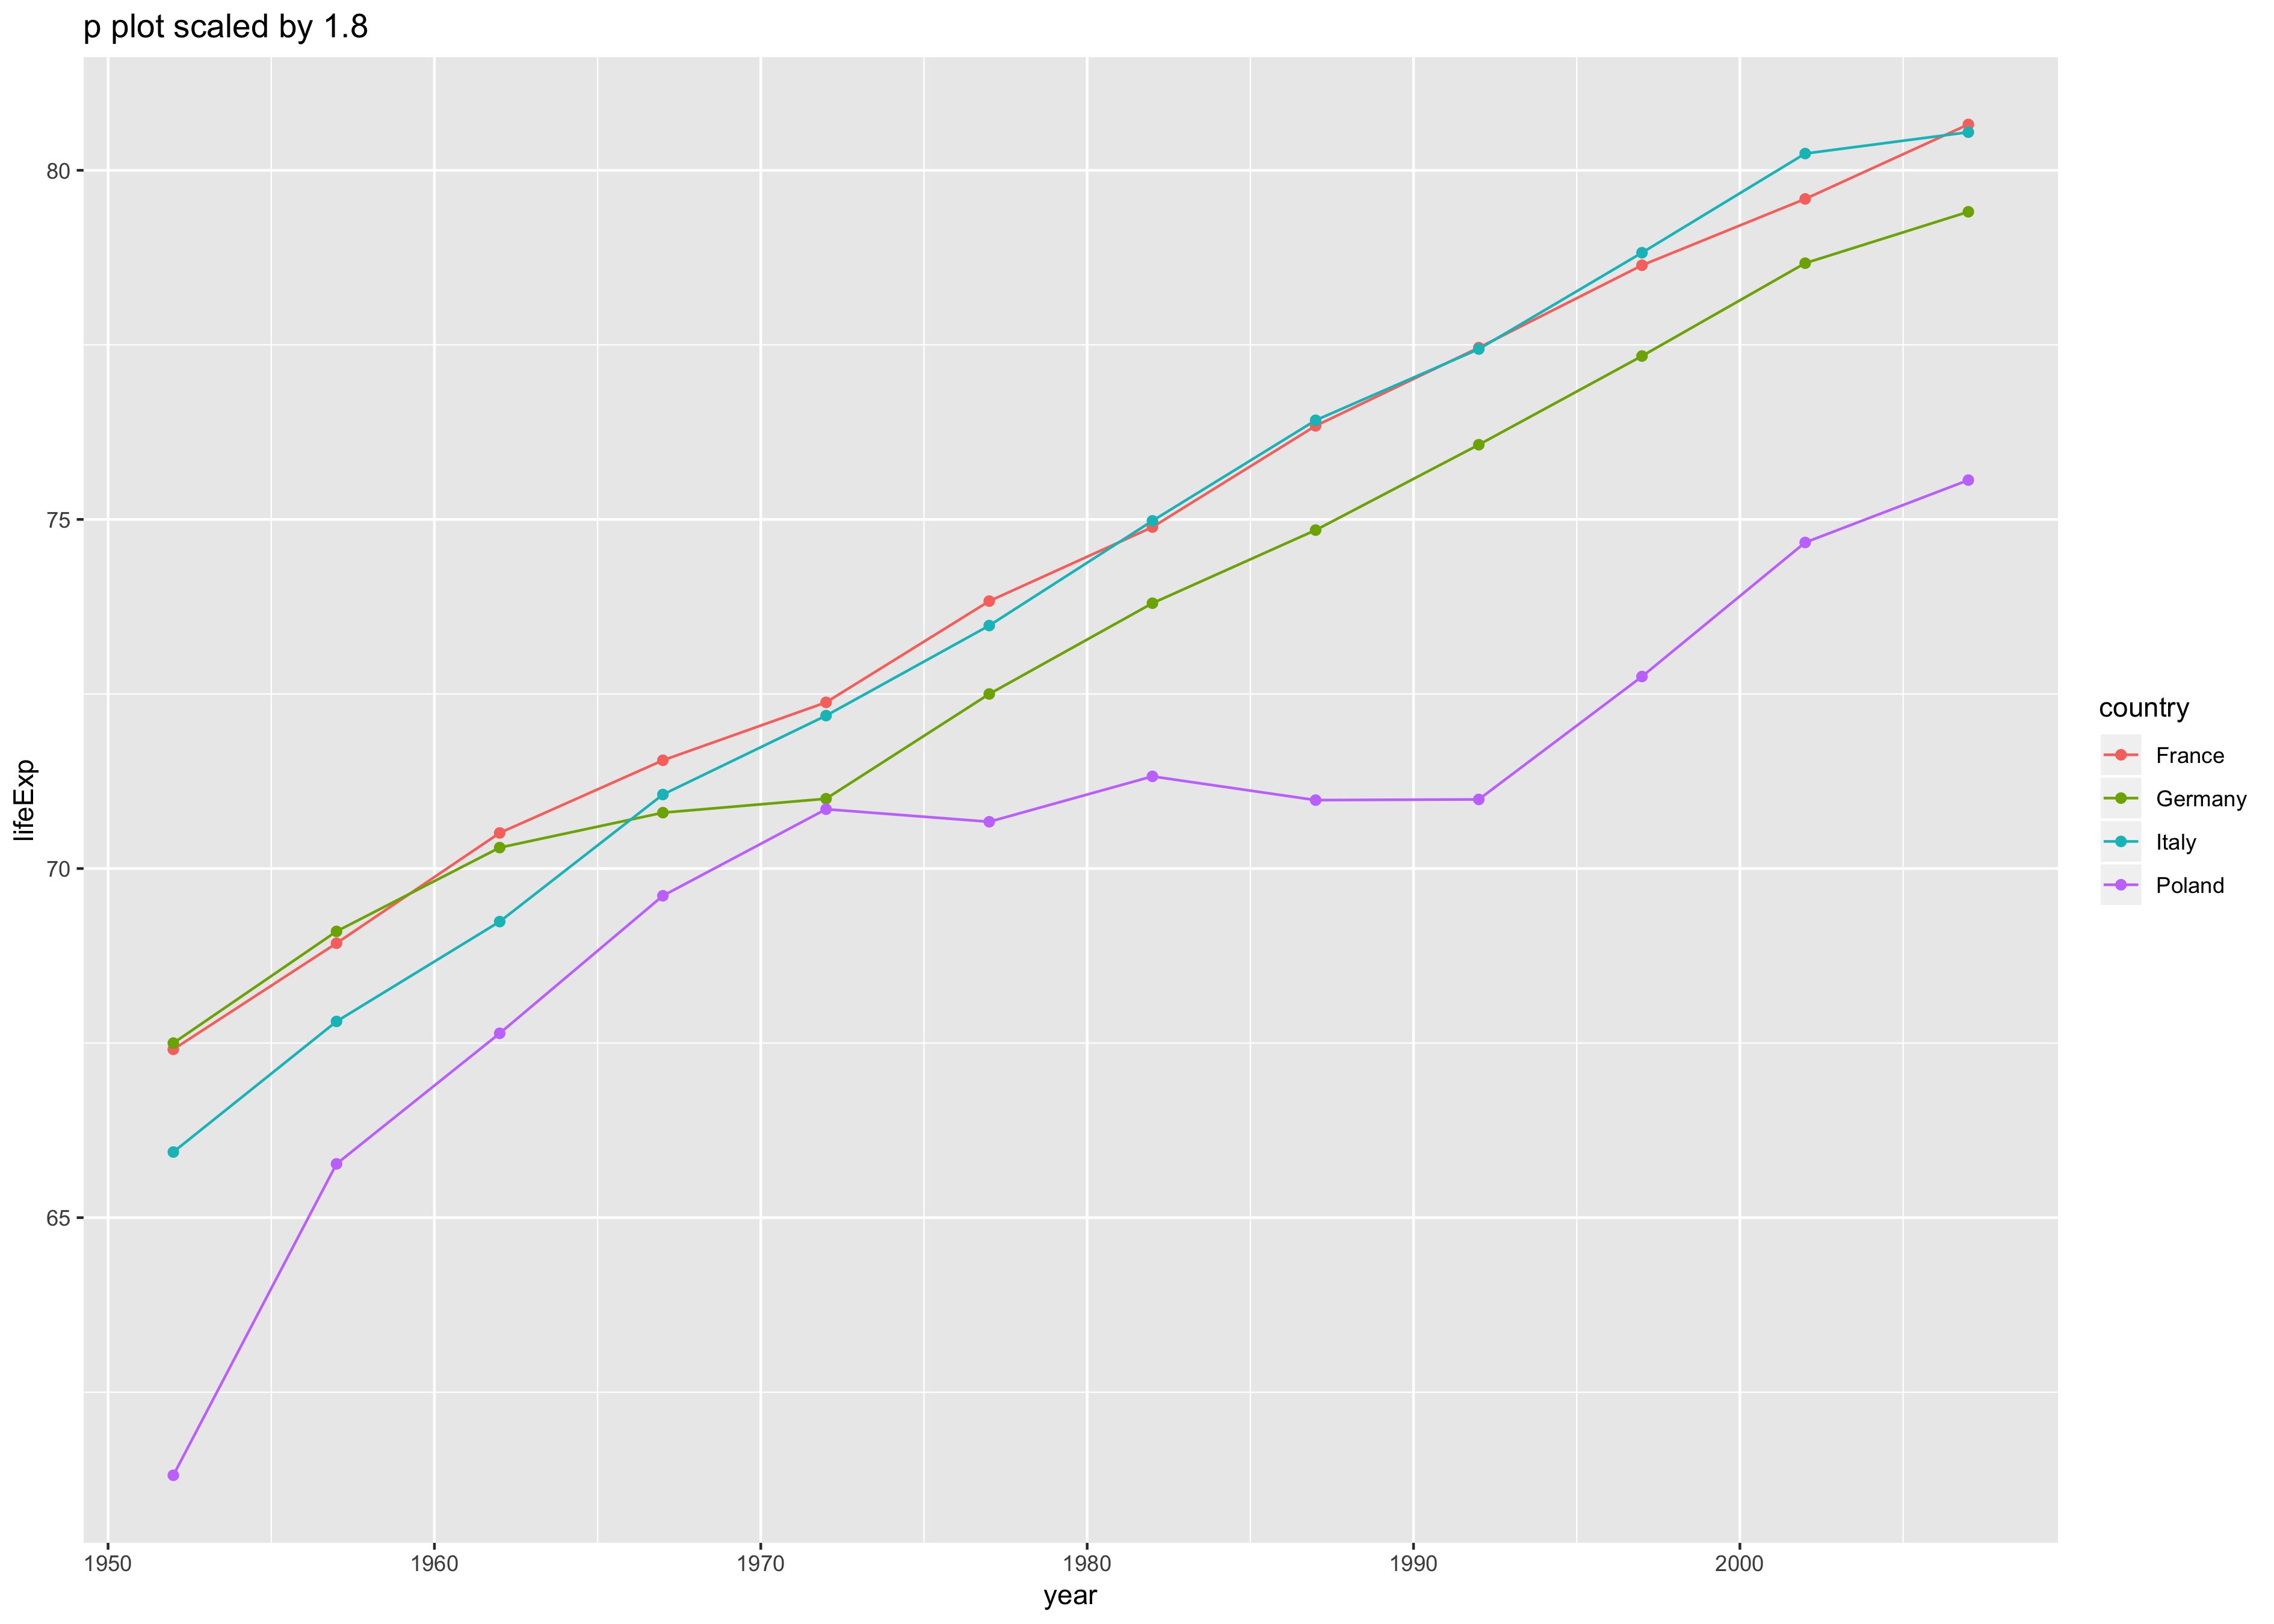 p plot scaled by 1.8
80
75
70
65
lifeExp
1950 1960 1970 1980 1990 2000
year
country
France
Germany
Italy
Poland